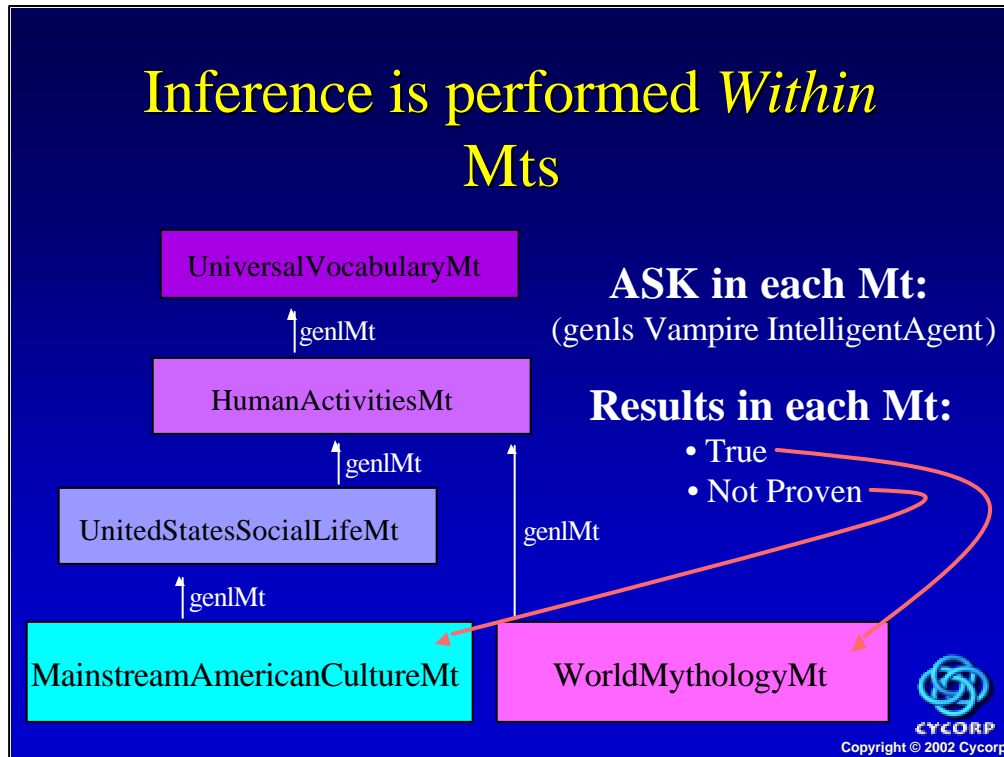 Inference is performed Within
Mts
UniversalVocabularyMt
genlMt
HumanActivitiesMt
genlMt
UnitedStatesSocialLifeMt
genlMt
genlMt
MainstreamAmericanCultureMt
WorldMythologyMt
ASK in each Mt:
(genls Vampire IntelligentAgent)
Results in each Mt:
• True
• Not Proven
CYCORP
Copyright © 2002 Cycorp